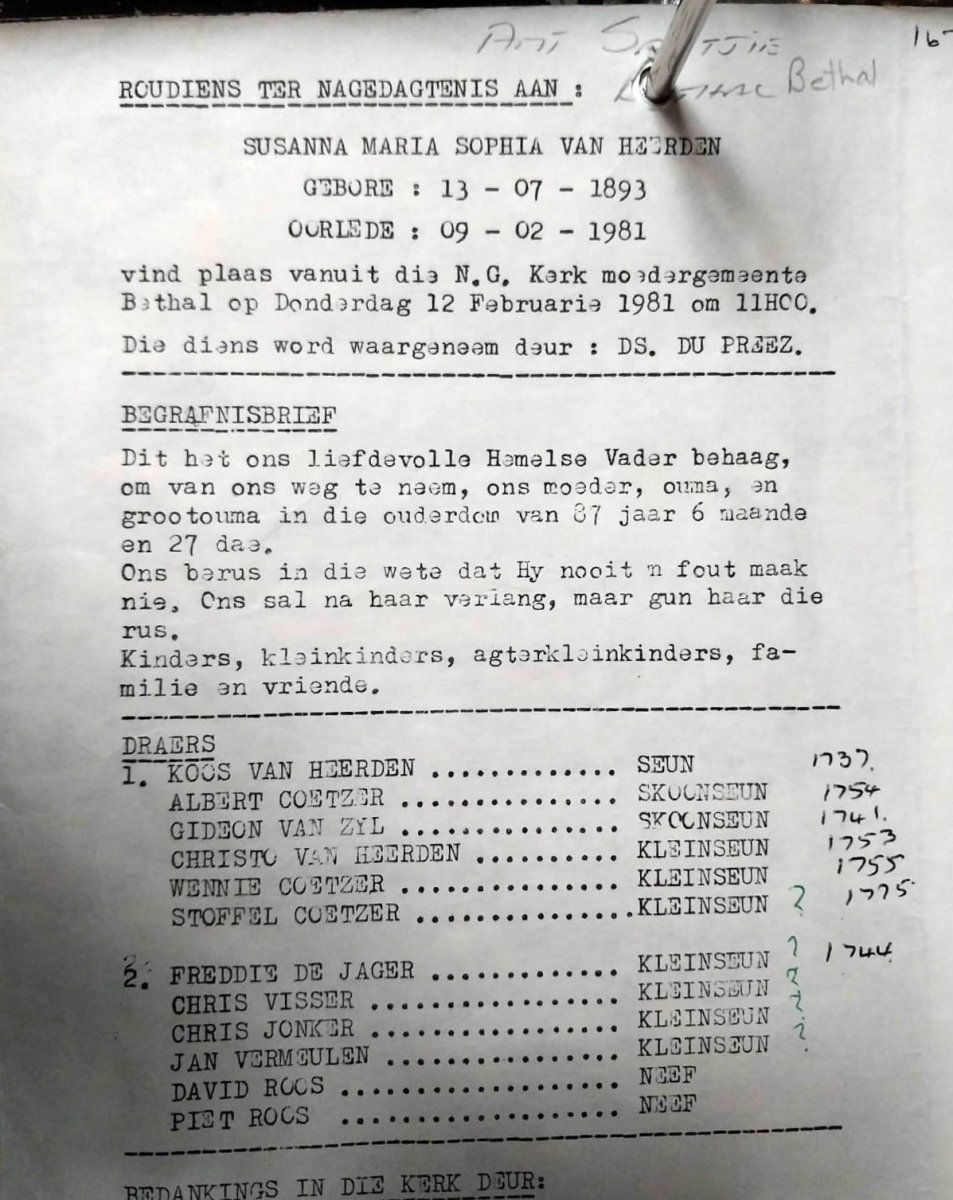 167
Bethal
ROUDIENS TER NAGEDAGTENIS AAN :
SUSANNA MARIA SOPHIA VAN HEERDEN
GEBORE : 13 - 07 - 1893
OORLEDE : 09 - 02 - 1981
vind plaas vanuit die N.G. Kerk moedergemeente
Bethal op Donderdag 12 Februarie 1981 om 11H00.
Die diens word waargeneem deur : DS. DU PREEZ.
BEGRAFNISBRIEF
Dit het ons liefdevolle Hemelse Vader behaag,
om van ons weg te neem, ons moeder, ouma, en
grootouma in die ouderdom van 87 jaar 6 maande
en 27 dae.
Ons berus in die wete dat Hy nooit 'n fout maak
nie. Ons sal na haar verlang, maar gun haar die
rus.
Kinders, kleinkinders, agterkleinkinders, fa-
milie en vriende.
DRAERS
1. KOOS VAN HEERDEN ............. SEUN 1737.
ALBERT COETZER ............... SKOONSEUN 1754
GIDEON VAN ZYL ............... SKOONSEUN 1741.
CHRISTO VAN HEERDEN .......... KLEINSEUN 1753
WENNIE COETZER ............... KLEINSEUN 1755
STOFFEL COETZER ...............KLEINSEUN ? 1775
2. FREDDIE DE JAGER ............. KLEINSEUN ? 1744
CHRIS VISSER ................. KLEINSEUN ?
CHRIS JONKER ................. KLEINSEUN ?
JAN VERMEULEN ................ KLEINSEUN ?
DAVID ROOS ................... NEEF
PIET ROOS ................... NEEF
BEDANKINGS IN DIE KERK DEUR: